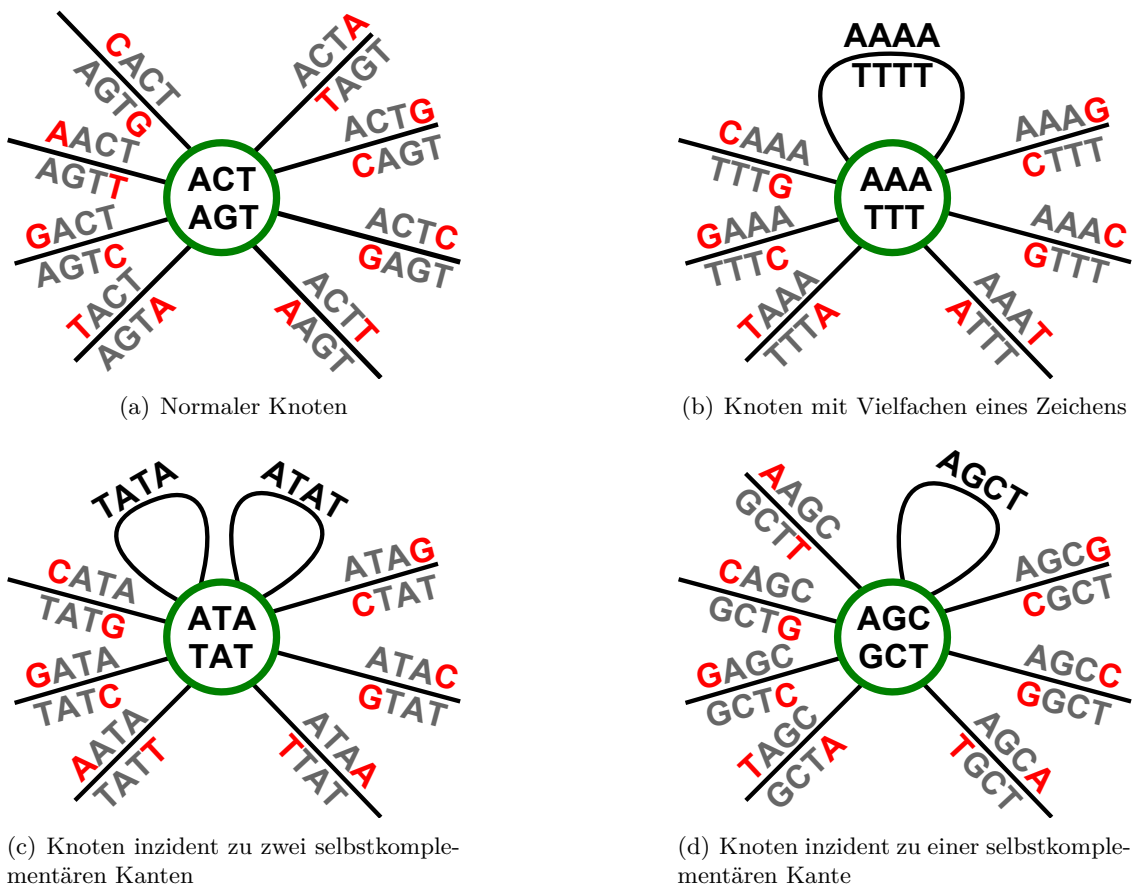 CACT
AGTG
AACT
AGTT
GACT
AGTC
TACT
AGTA
ACT
AGT
ACTA
TAGT
ACTG
CAGT
ACTC
GAGT
ACTT
AAGT
(a) Normaler Knoten
AAAA
TTTT
CAAA
TTTG
GAAA
TTTC
TAAA
TTTA
AAA
TTT
AAAG
CTTT
AAAC
GTTT
AAAT
ATTT
(b) Knoten mit Vielfachen eines Zeichens
TATA
ATAT
CATA
TATG
GATA
TATC
AATA
TATT
ATA
TAT
ATAG
CTAT
ATAC
GTAT
ATAA
TTAT
(c) Knoten inzident zu zwei selbstkomple-
mentären Kanten
AGCT
AAGC
GCTT
CAGC
GCTG
GAGC
GCTC
TAGC
GCTA
AGC
GCT
AGCG
CGCT
AGCC
GGCT
AGCA
TGCT
(d) Knoten inzident zu einer selbstkomple-
mentären Kante